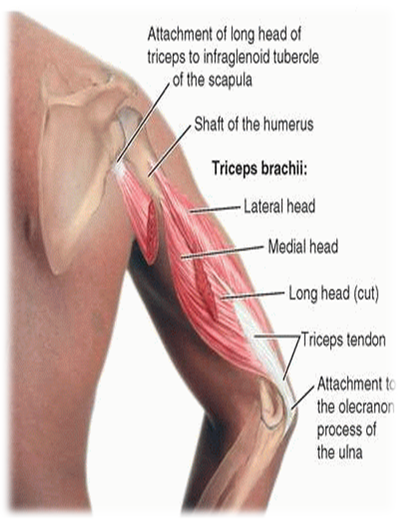 Attachment of long head of
triceps to infraglenoid tubercle
of the scapula
Shaft of the humerus
Triceps brachii:
Lateral head
Medial head
Long head (cut)
Triceps tendon
Attachment to
the olecranon
process of
the ulna